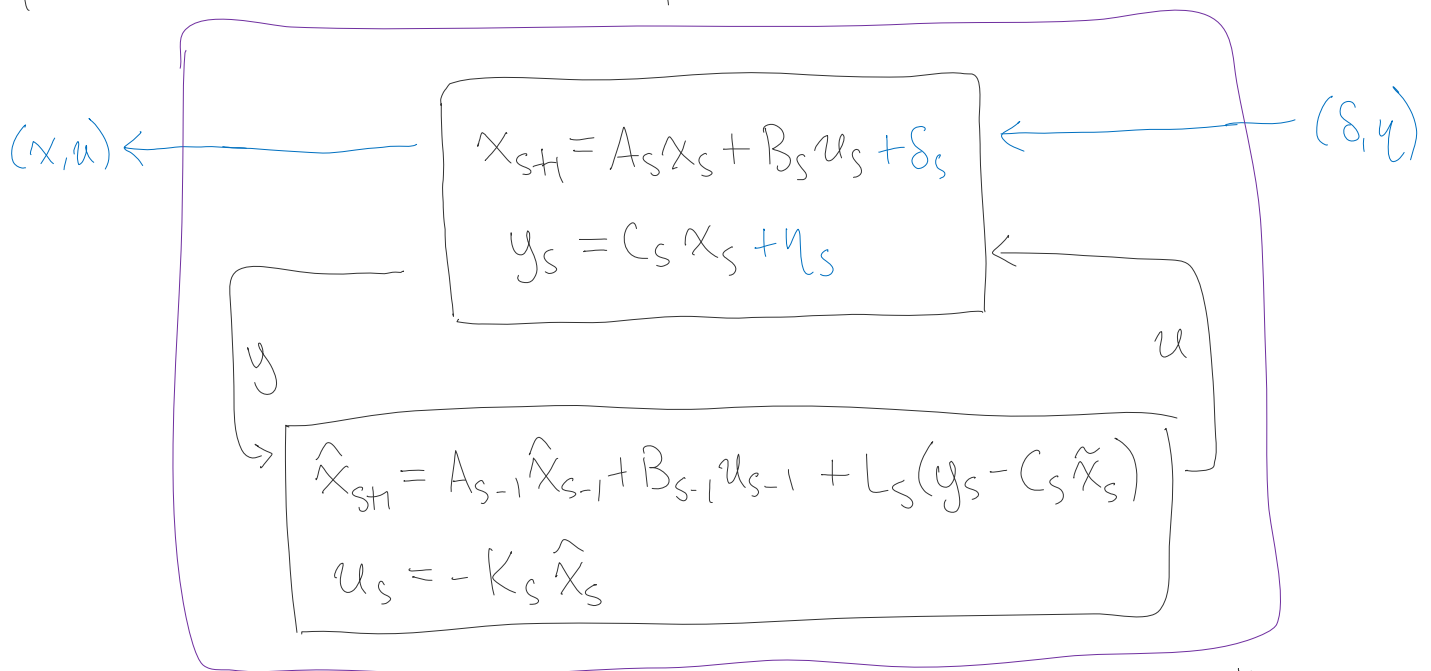 x_{s+1} = A_s x_s + B_s u_s + δ_s
(x, u)
(δ, η)
y_s = C_s x_s + η_s
y
u
x̂_{s+1} = A_{s-1} x̂_{s-1} + B_{s-1} u_{s-1} + L_s (y_s - C_s x̃_s)
u_s = -K_s x̂_s